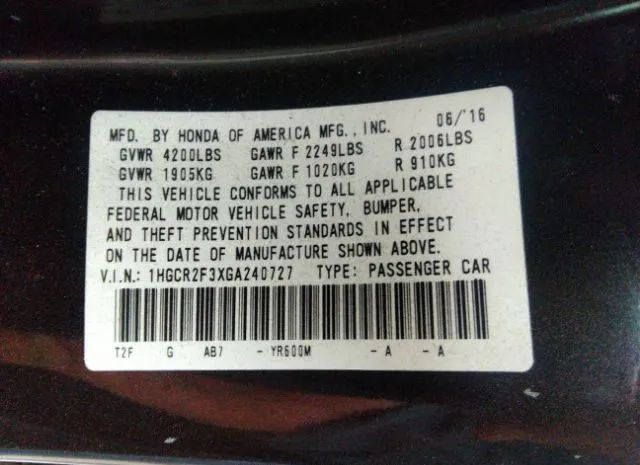 MFD. BY HONDA OF AMERICA MFG., INC. 06/'16
GVWR 4200LBS GAWR F 2249LBS R 2006LBS
GVWR 1905KG GAWR F 1020KG R 910KG
THIS VEHICLE CONFORMS TO ALL APPLICABLE
FEDERAL MOTOR VEHICLE SAFETY, BUMPER,
AND THEFT PREVENTION STANDARDS IN EFFECT
ON THE DATE OF MANUFACTURE SHOWN ABOVE.
V.I.N.: 1HGCR2F3XGA240727 TYPE: PASSENGER CAR
T2F G AB7 - YR600M - A - A